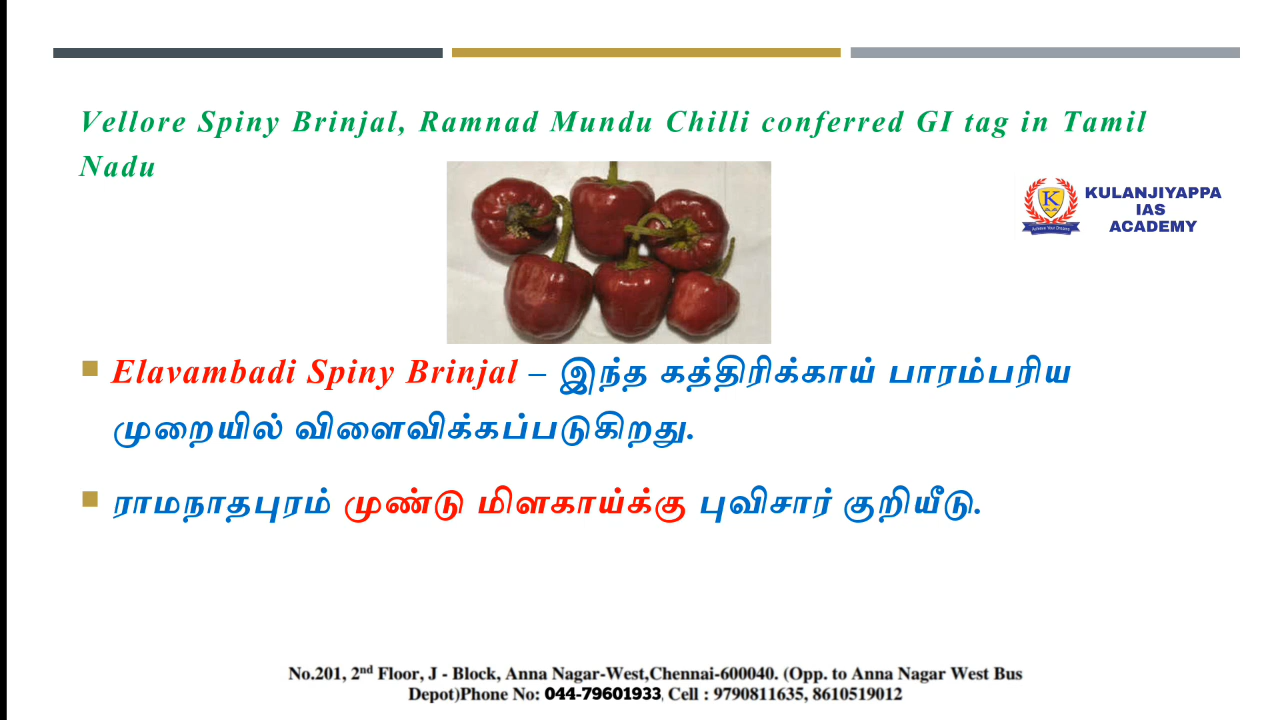 Vellore Spiny Brinjal, Ramnad Mundu Chilli conferred GI tag in Tamil
Nadu
KULANJIYAPPA
IAS
ACADEMY
Elavambadi Spiny Brinjal – இந்த கத்திரிக்காய் பாரம்பரிய
முறையில் விளைவிக்கப்படுகிறது.
ராமநாதபுரம் முண்டு மிளகாய்க்கு புவிசார் குறியீடு.
No.201, 2nd Floor, J - Block, Anna Nagar-West,Chennai-600040. (Opp. to Anna Nagar West Bus
Depot)Phone No: 044-79601933, Cell : 9790811635, 8610519012